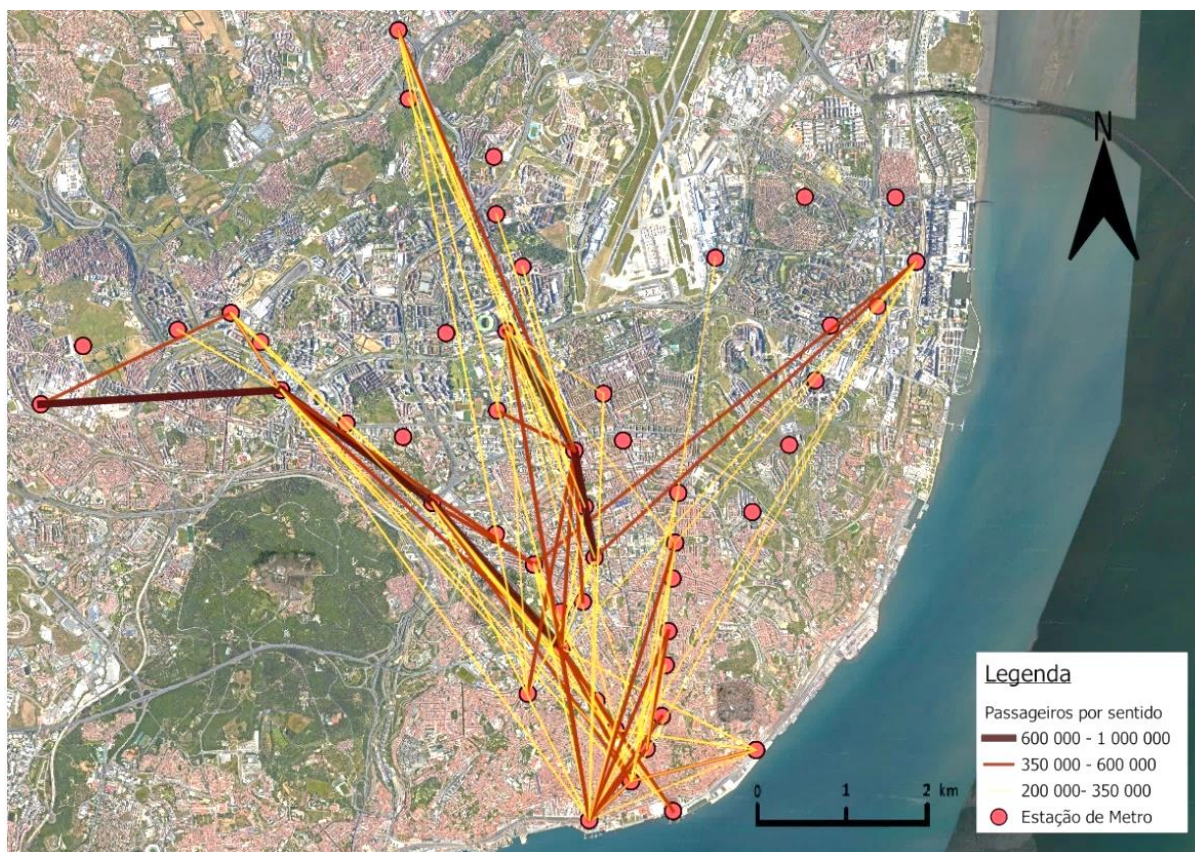 N
Legenda
Passageiros por sentido
600 000 - 1 000 000
350 000 - 600 000
200 000- 350 000
Estação de Metro
0 1 2 km